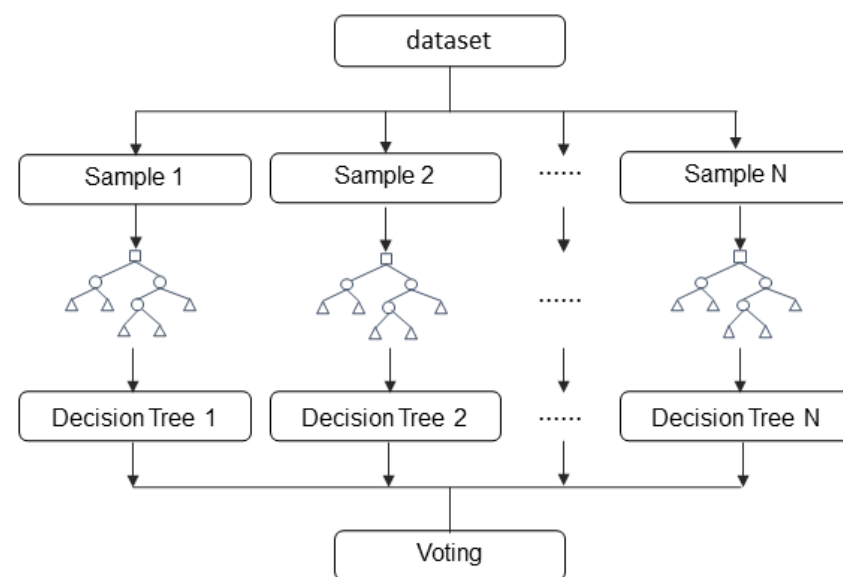 dataset
Sample 1
Sample 2
......
Sample N
......
Decision Tree 1
Decision Tree 2
......
Decision Tree N
Voting